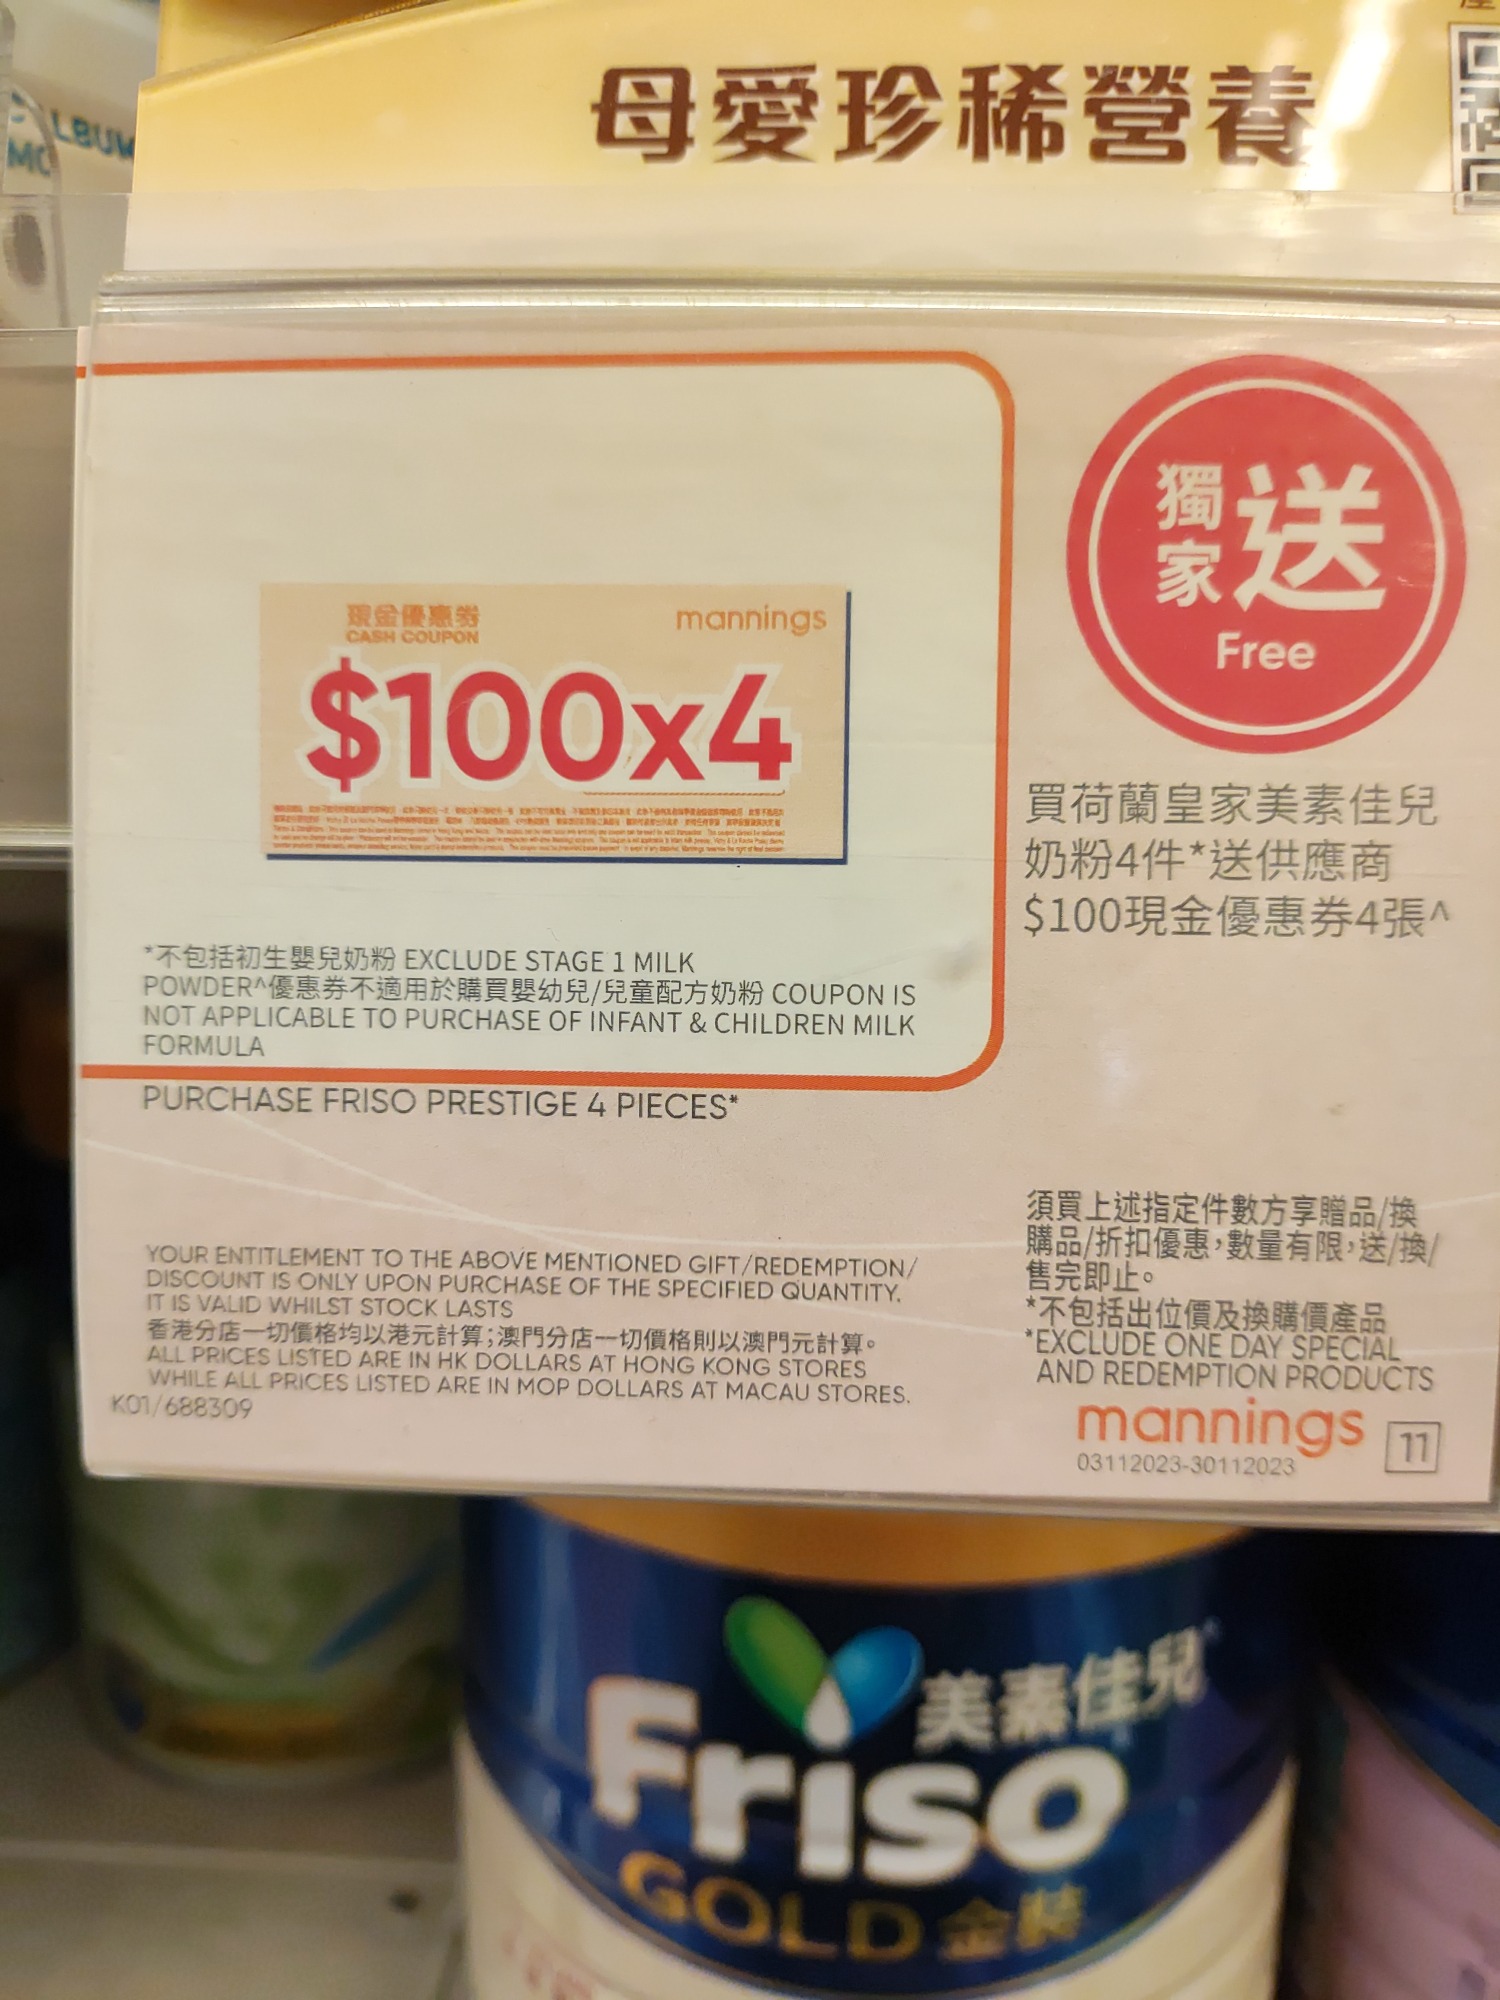 LBUM
MC
母愛珍稀營養
獨家送
Free
現金優惠券
CASH COUPON
mannings
$100x4
買荷蘭皇家美素佳兒
奶粉4件*送供應商
$100現金優惠券4張^
*不包括初生嬰兒奶粉 EXCLUDE STAGE 1 MILK
POWDER^優惠券不適用於購買嬰幼兒/兒童配方奶粉 COUPON IS
NOT APPLICABLE TO PURCHASE OF INFANT & CHILDREN MILK
FORMULA
PURCHASE FRISO PRESTIGE 4 PIECES*
YOUR ENTITLEMENT TO THE ABOVE MENTIONED GIFT/REDEMPTION/
DISCOUNT IS ONLY UPON PURCHASE OF THE SPECIFIED QUANTITY.
IT IS VALID WHILST STOCK LASTS
香港分店一切價格均以港元計算;澳門分店一切價格則以澳門元計算。
ALL PRICES LISTED ARE IN HK DOLLARS AT HONG KONG STORES
WHILE ALL PRICES LISTED ARE IN MOP DOLLARS AT MACAU STORES.
K01/688309
須買上述指定件數方享贈品/換
購品/折扣優惠,數量有限,送/換/
售完即止。
*不包括出位價及換購價產品
*EXCLUDE ONE DAY SPECIAL
AND REDEMPTION PRODUCTS
mannings 11
03112023-30112023
美素佳兒
Friso
GOLD 金裝